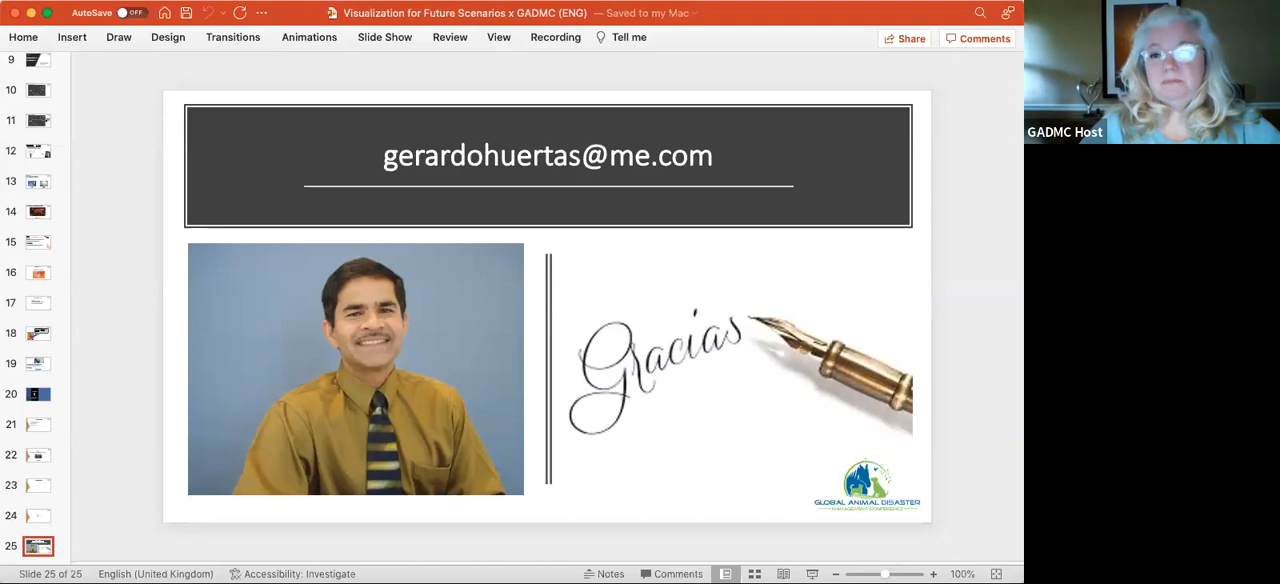 AutoSave OFF Visualization for Future Scenarios x GADMC (ENG) — Saved to my Mac
Home Insert Draw Design Transitions Animations Slide Show Review View Recording Tell me Share Comments
9
10
11
12
13
14
15
16
17
18
19
20
21
22
23
24
25
gerardohuertas@me.com
Gracias
GLOBAL ANIMAL DISASTER
MANAGEMENT CONFERENCE
GADMC Host
Slide 25 of 25 English (United Kingdom) Accessibility: Investigate Notes Comments 100%